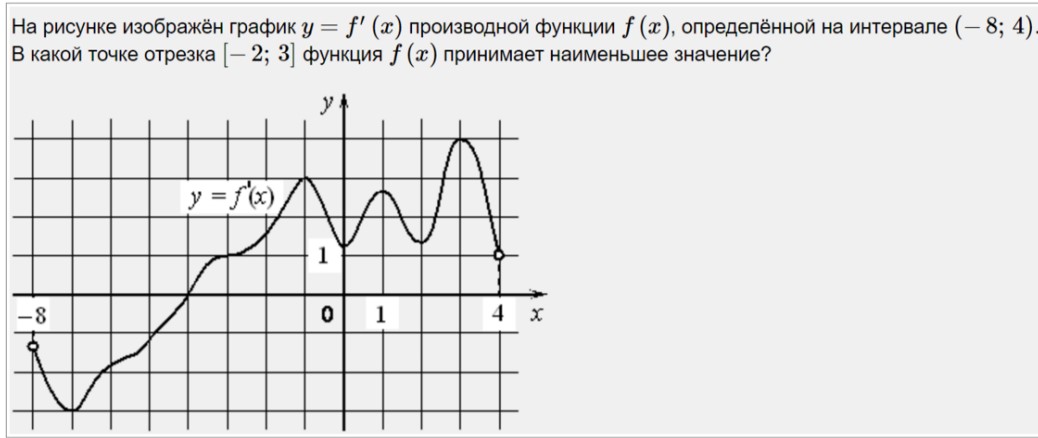 На рисунке изображён график y = f′ (x) производной функции f (x), определённой на интервале (− 8; 4).
В какой точке отрезка [− 2; 3] функция f (x) принимает наименьшее значение?
y
y = f'(x)
1
−8
0
1
4
x